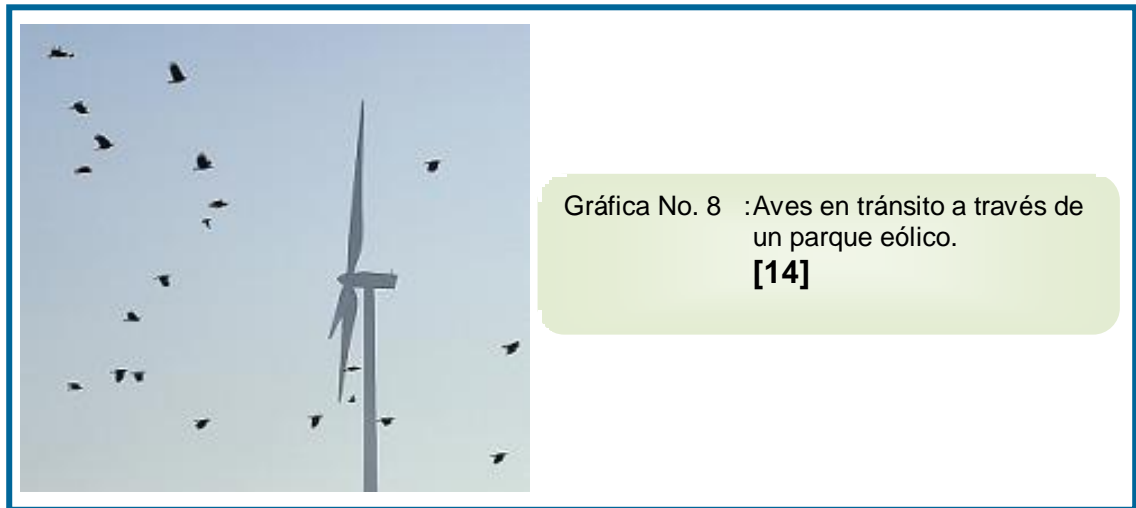 Gráfica No. 8 :Aves en tránsito a través de
un parque eólico.
[14]